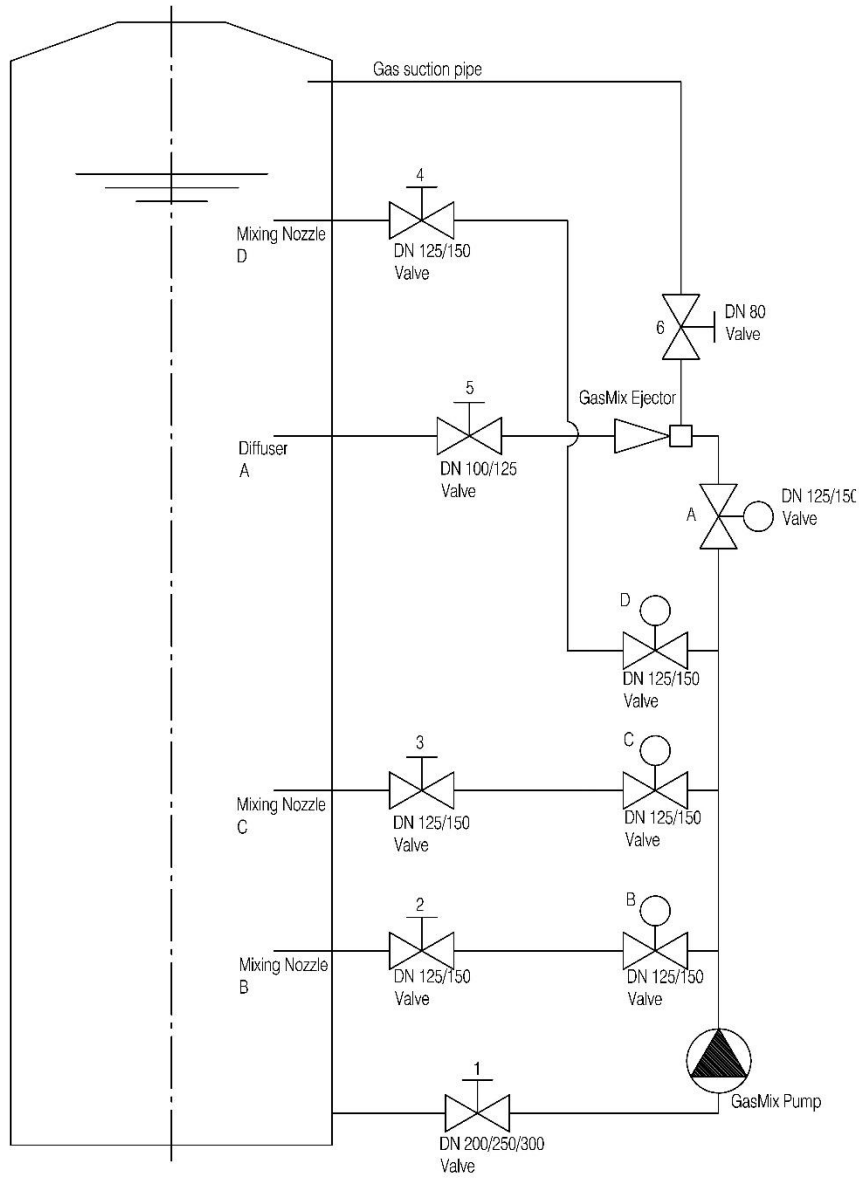 Gas suction pipe
4
Mixing Nozzle
D
DN 125/150
Valve
6
DN 80
Valve
GasMix Ejector
5
Diffuser
A
DN 100/125
Valve
A
DN 125/150
Valve
D
DN 125/150
Valve
3
C
Mixing Nozzle
C
DN 125/150
Valve
DN 125/150
Valve
2
B
Mixing Nozzle
B
DN 125/150
Valve
DN 125/150
Valve
1
GasMix Pump
DN 200/250/300
Valve